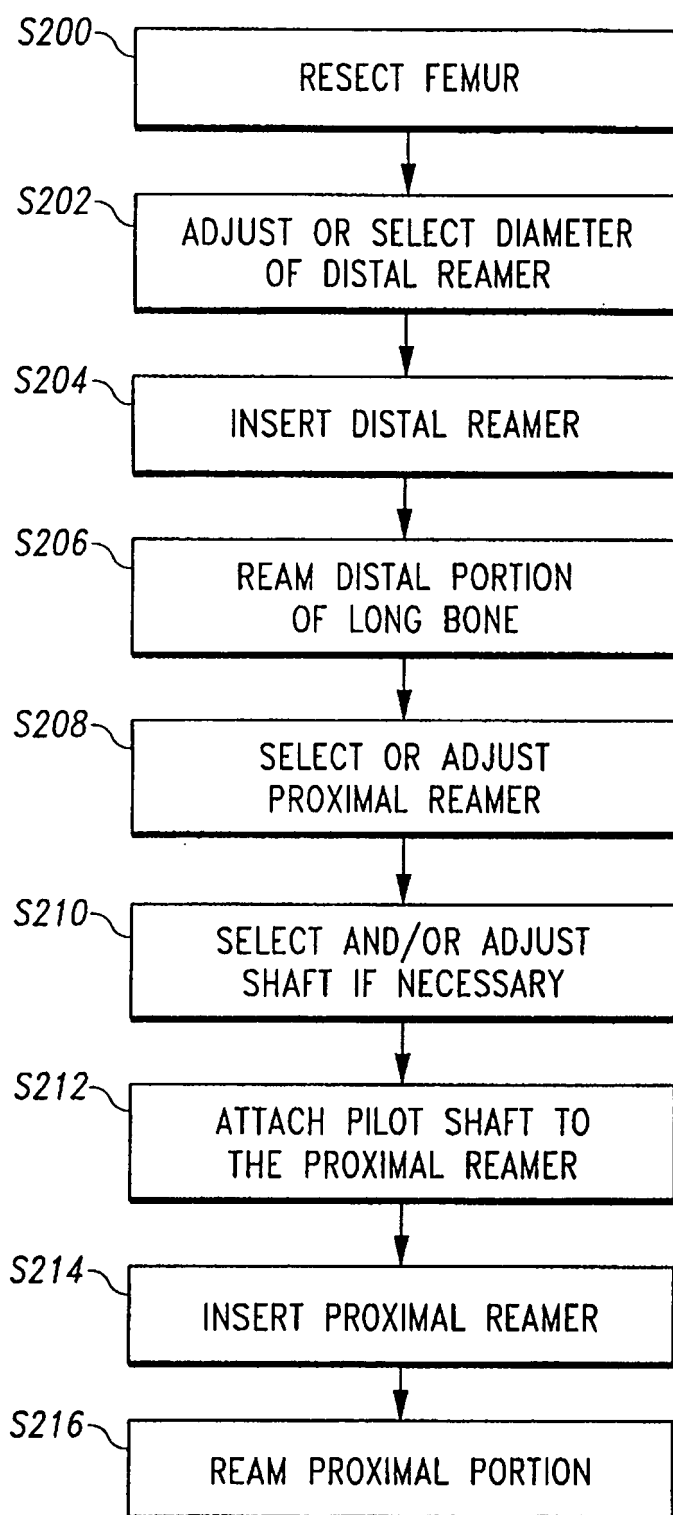 S200
RESECT FEMUR
S202
ADJUST OR SELECT DIAMETER
OF DISTAL REAMER
S204
INSERT DISTAL REAMER
S206
REAM DISTAL PORTION
OF LONG BONE
S208
SELECT OR ADJUST
PROXIMAL REAMER
S210
SELECT AND/OR ADJUST
SHAFT IF NECESSARY
S212
ATTACH PILOT SHAFT TO
THE PROXIMAL REAMER
S214
INSERT PROXIMAL REAMER
S216
REAM PROXIMAL PORTION